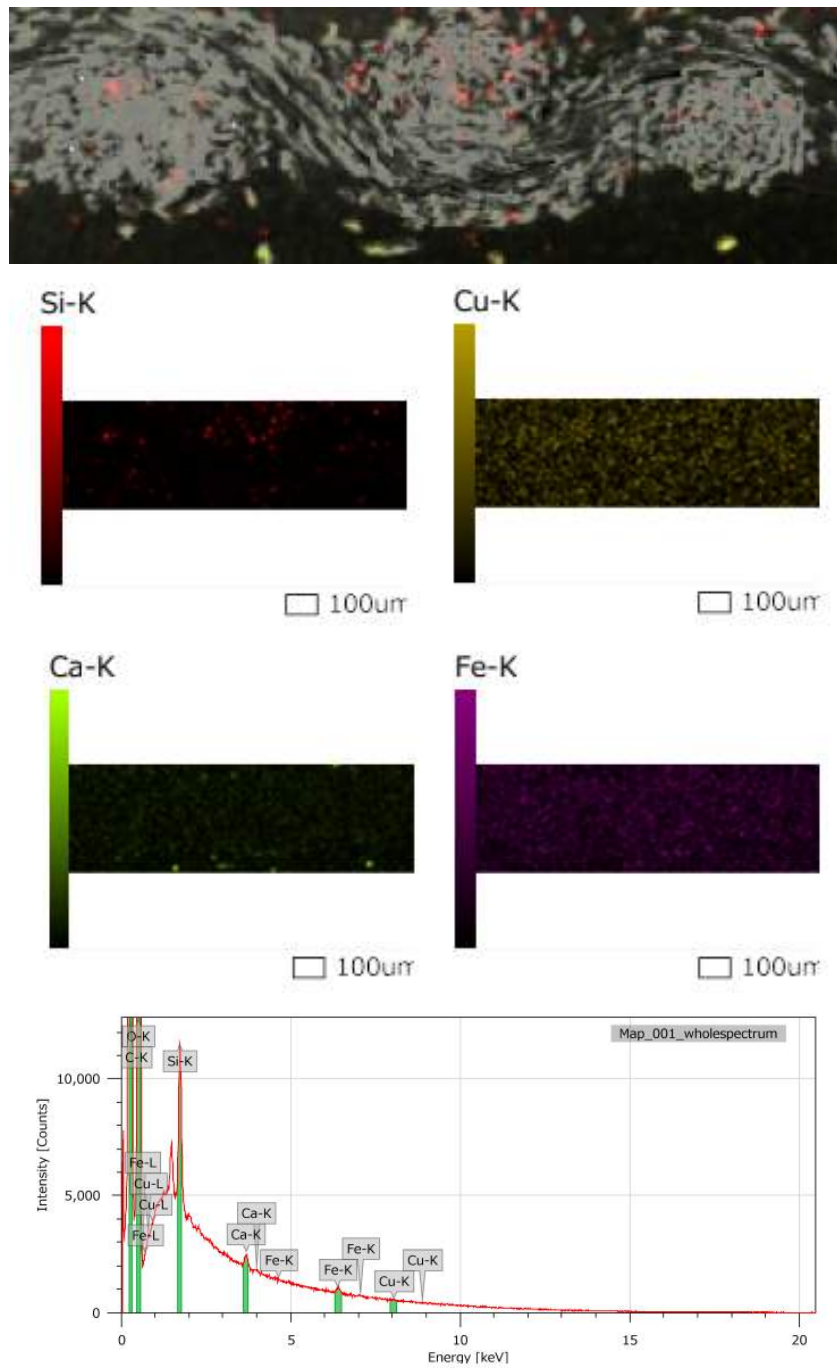 Si-K
Cu-K
100um
100um
Ca-K
Fe-K
100um
100um
Map_001_wholespectrum
O-K
C-K
Si-K
10,000
Intensity [Counts]
Fe-L
Cu-L
Cu-L
Fe-L
5,000
Ca-K
Ca-K
Fe-K
Fe-K
Fe-K
Cu-K
Cu-K
0
0
5
10
15
20
Energy [keV]